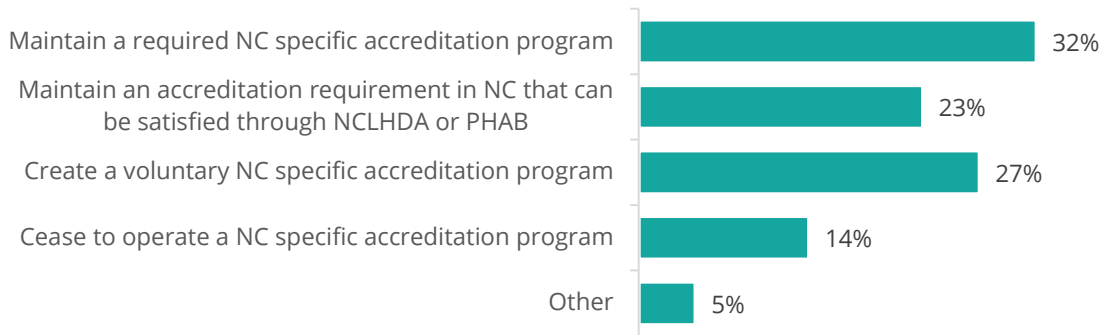 Maintain a required NC specific accreditation program
32%
Maintain an accreditation requirement in NC that can
be satisfied through NCLHDA or PHAB
23%
Create a voluntary NC specific accreditation program
27%
Cease to operate a NC specific accreditation program
14%
Other
5%